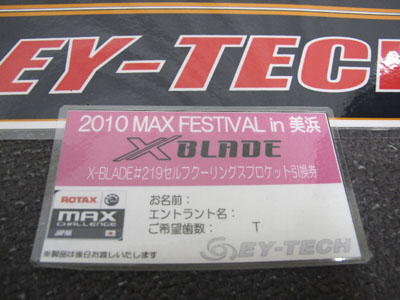 EY-TECH
2010 MAX FESTIVAL in 美浜
X BLADE
X-BLADE#219セルフクーリングスプロケット引換券
ROTAX
MAX
CHALLENGE
JAPAN
お名前：
エントラント名：
ご希望歯数： T
EY-TECH
※製品は後日お渡しいたします